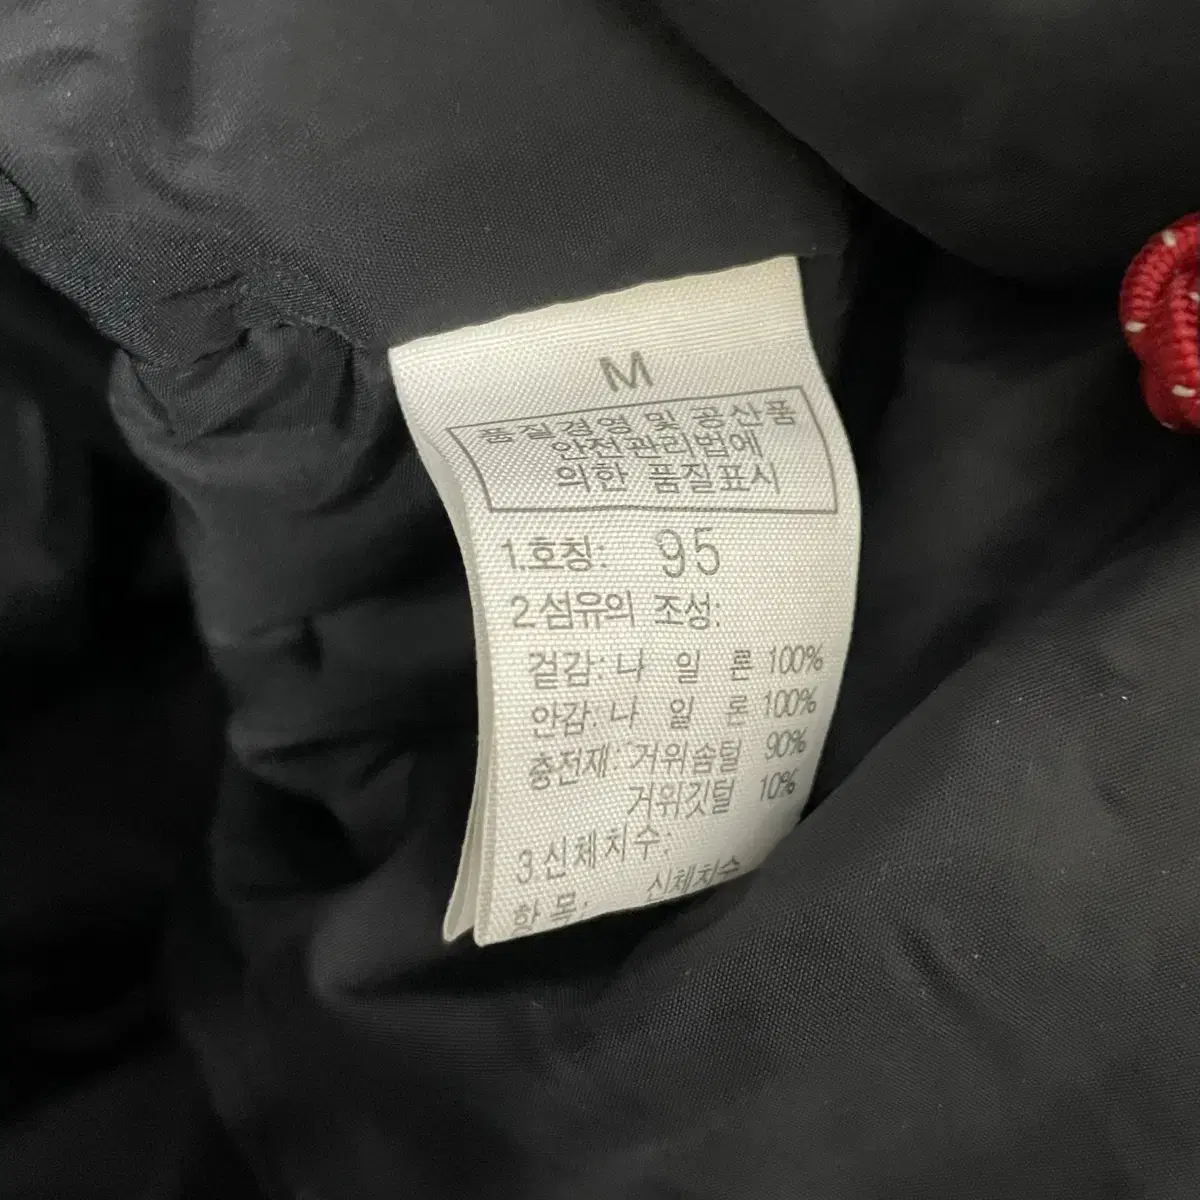 M
품질경영 및 공산품
안전관리법에
의한 품질표시
1.호칭: 95
2.섬유의 조성:
겉감: 나 일 론 100%
안감: 나 일 론 100%
충전재: 거위솜털 90%
거위깃털 10%
3.신체치수:
항 목: 신체치수